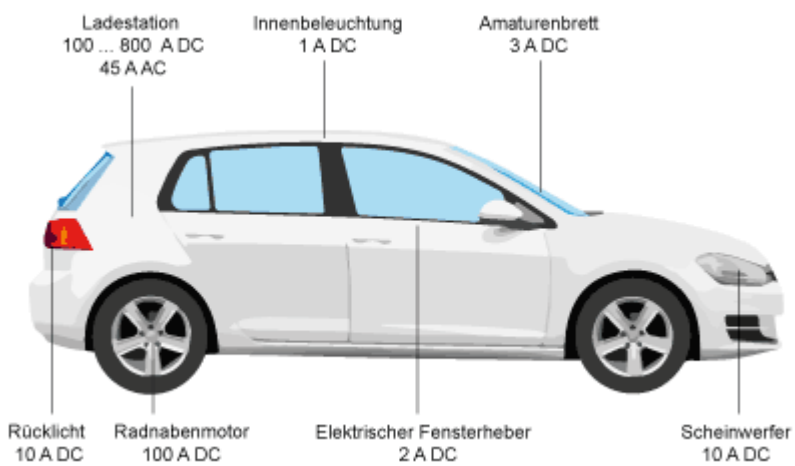 Ladestation
100 ... 800 A DC
45 A AC
Innenbeleuchtung
1 A DC
Amaturenbrett
3 A DC
Rücklicht
10 A DC
Radnabenmotor
100 A DC
Elektrischer Fensterheber
2 A DC
Scheinwerfer
10 A DC